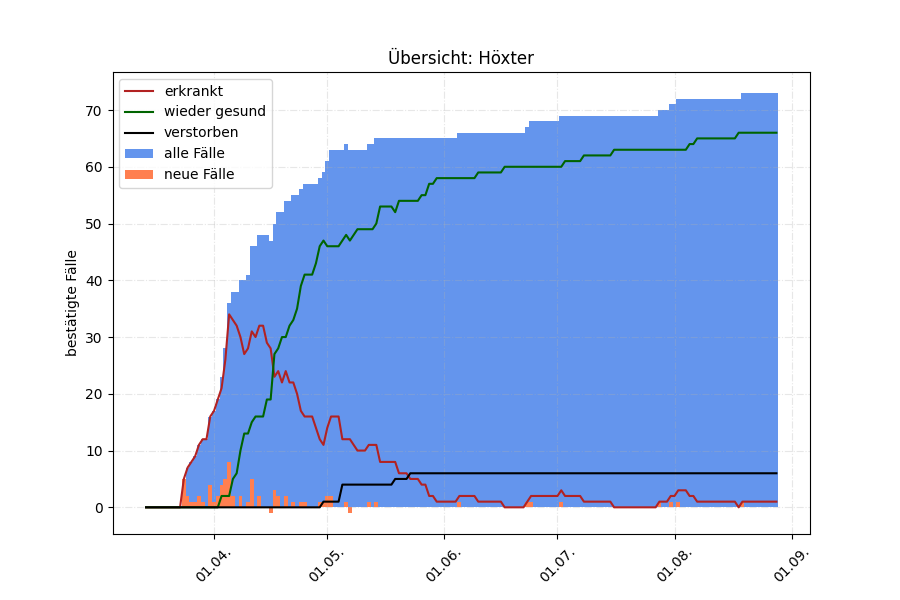 Übersicht: Höxter
erkrankt
wieder gesund
verstorben
alle Fälle
neue Fälle
bestätigte Fälle
70
60
50
40
30
20
10
0
01.04.
01.05.
01.06.
01.07.
01.08.
01.09.